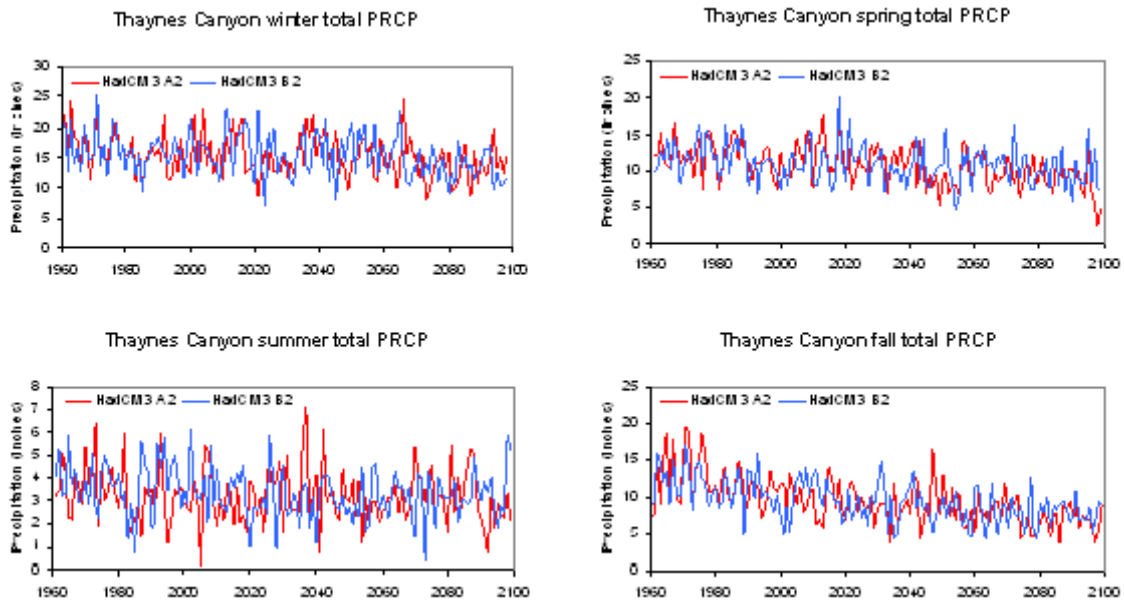 Thaynes Canyon winter total PRCP
Thaynes Canyon spring total PRCP
Precipitation (Inches)
30
25
20
15
10
5
0
HadCM3 A2
HadCM3 B2
1960 1980 2000 2020 2040 2060 2080 2100
Precipitation (Inches)
25
20
15
10
5
0
HadCM3 A2
HadCM3 B2
1960 1980 2000 2020 2040 2060 2080 2100
Thaynes Canyon summer total PRCP
Thaynes Canyon fall total PRCP
Precipitation (Inches)
8
7
6
5
4
3
2
1
0
HadCM3 A2
HadCM3 B2
1960 1980 2000 2020 2040 2060 2080 2100
Precipitation (Inches)
25
20
15
10
5
0
HadCM3 A2
HadCM3 B2
1960 1980 2000 2020 2040 2060 2080 2100